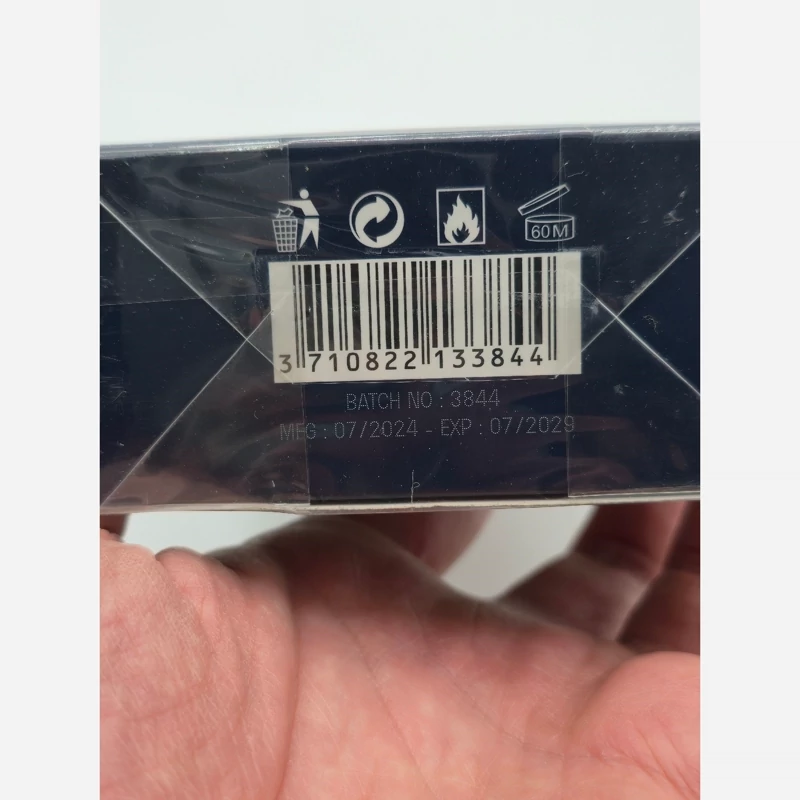 60M
3 710822 133844
BATCH NO : 3844
MFG : 07/2024 - EXP : 07/2029